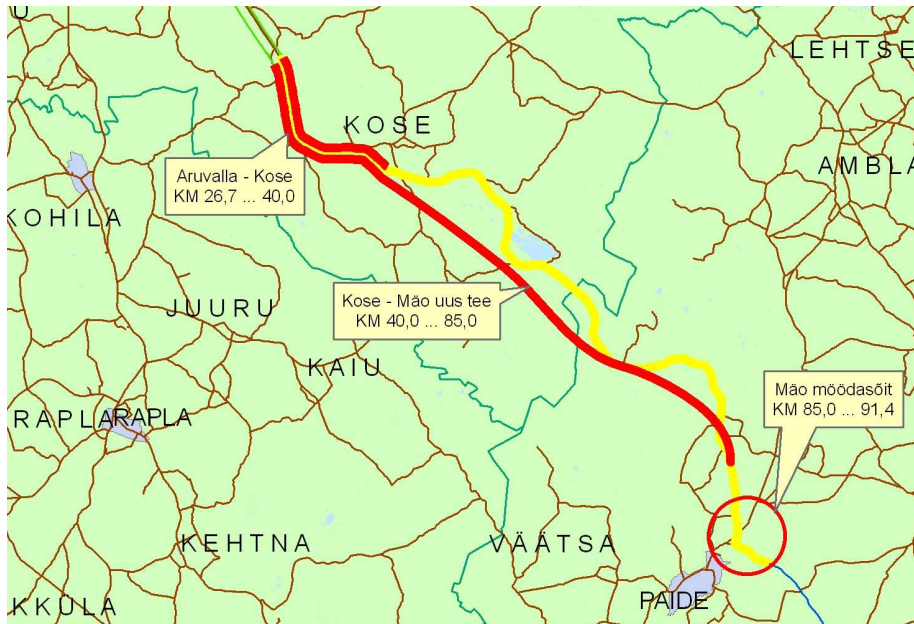 U
LEHTSE
KOSE
AMBLA
Aruvalla - Kose
KM 26,7 ... 40,0
KOHILA
Kose - Mäo uus tee
KM 40,0 ... 85,0
JUURU
KAIU
Mäo möödasõit
KM 85,0 ... 91,4
RAPLA
RAPLA
KEHTNA
VÄÄTSA
PAIDE
KKÜLA